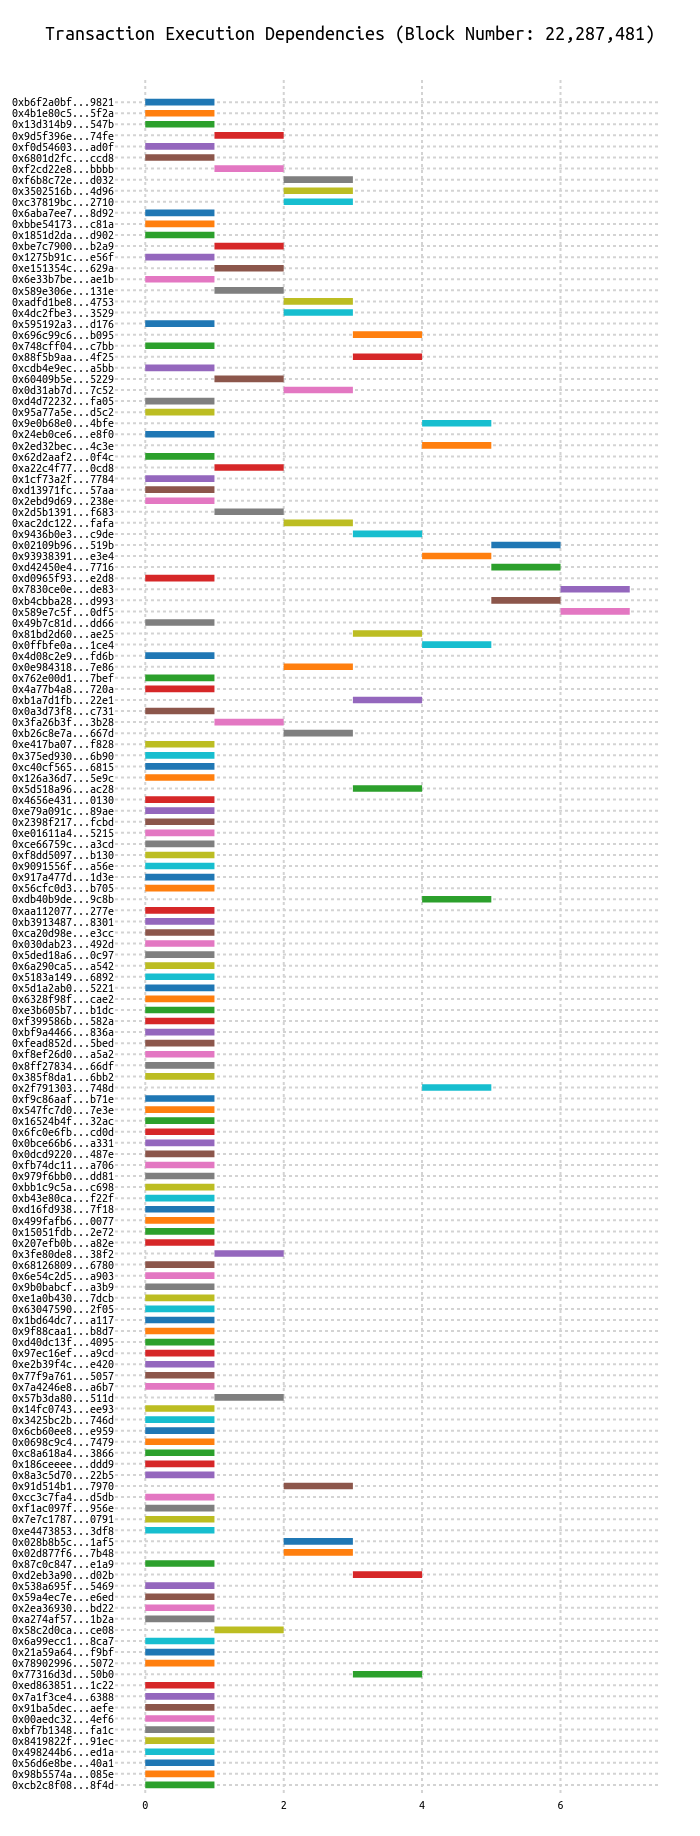 Transaction Execution Dependencies (Block Number: 22,287,481)
0xb6f2a0bf...9821
0x4b1e80c5...5f2a
0x13d314b9...547b
0x9d5f396e...74fe
0xf0d54603...ad0f
0x6801d2fc...ccd8
0xf2cd22e8...bbbb
0xf6b8c72e...d032
0x3502516b...4d96
0xc37819bc...2710
0x6aba7ee7...8d92
0xbbe54173...c81a
0x1851d2da...d902
0xbe7c7900...b2a9
0x1275b91c...e56f
0xe151354c...629a
0x6e33b7be...ae1b
0x589e306e...131e
0xadfd1be8...4753
0x4dc2fbe3...3529
0x595192a3...d176
0x696c99c6...b095
0x748cff04...c7bb
0x88f5b9aa...4f25
0xcdb4e9ec...a5bb
0x60409b5e...5229
0x0d31ab7d...7c52
0xd4d72232...fa05
0x95a77a5e...d5c2
0x9e0b68e0...4bfe
0x24eb0ce6...e8f0
0x2ed32bec...4c3e
0x62d2aaf2...0f4c
0xa22c4f77...0cd8
0x1cf73a2f...7784
0xd13971fc...57aa
0x2ebd9d69...238e
0x2d5b1391...f683
0xac2dc122...fafa
0x9436b0e3...c9de
0x02109b96...519b
0x93938391...e3e4
0xd42450e4...7716
0xd0965f93...e2d8
0x7830ce0e...de83
0xb4cbba28...d993
0x589e7c5f...0df5
0x49b7c81d...dd66
0x81bd2d60...ae25
0x0ffbfe0a...1ce4
0x4d08c2e9...fd6b
0x0e984318...7e86
0x762e00d1...7bef
0x4a77b4a8...720a
0xb1a7d1fb...22e1
0x0a3d73f8...c731
0x3fa26b3f...3b28
0xb26c8e7a...667d
0xe417ba07...f828
0x375ed930...6b90
0xc40cf565...6815
0x126a36d7...5e9c
0x5d518a96...ac28
0x4656e431...0130
0xe79a091c...89ae
0x2398f217...fcbd
0xe01611a4...5215
0xce66759c...a3cd
0xf8dd5097...b130
0x9091556f...a56e
0x917a477d...1d3e
0x56cfc0d3...b705
0xdb40b9de...9c8b
0xaa112077...277e
0xb3913487...8301
0xca20d98e...e3cc
0x030dab23...492d
0x5ded18a6...0c97
0x6a290ca5...a542
0x5183a149...6892
0x5d1a2ab0...5221
0x6328f98f...cae2
0xe3b605b7...b1dc
0xf399586b...582a
0xbf9a4466...836a
0xfead852d...5bed
0xf8ef26d0...a5a2
0x8ff27834...66df
0x385f8da1...6bb2
0x2f791303...748d
0xf9c86aaf...b71e
0x547fc7d0...7e3e
0x16524b4f...32ac
0x6fc0e6fb...cd0d
0x0bce66b6...a331
0x0dcd9220...487e
0xfb74dc11...a706
0x979f6bb0...dd81
0xbb1c9c5a...c698
0xb43e80ca...f22f
0xd16fd938...7f18
0x499fafb6...0077
0x15051fdb...2e72
0x207efb0b...a82e
0x3fe80de8...38f2
0x68126809...6780
0x6e54c2d5...a903
0x9b0babcf...a3b9
0xe1a0b430...7dcb
0x63047590...2f05
0x1bd64dc7...a117
0x9f88caa1...b8d7
0xd40dc13f...4095
0x97ec16ef...a9cd
0xe2b39f4c...e420
0x77f9a761...5057
0x7a4246e8...a6b7
0x57b3da80...511d
0x14fc0743...ee93
0x3425bc2b...746d
0x6cb60ee8...e959
0x0698c9c4...7479
0xc8a618a4...3866
0x186ceeee...ddd9
0x8a3c5d70...22b5
0x91d514b1...7970
0xcc3c7fa4...d5db
0xf1ac097f...956e
0x7e7c1787...0791
0xe4473853...3df8
0x028b8b5c...1af5
0x02d877f6...7b48
0x87c0c847...e1a9
0xd2eb3a90...d02b
0x538a695f...5469
0x59a4ec7e...e6ed
0x2ea36930...bd22
0xa274af57...1b2a
0x58c2d0ca...ce08
0x6a99ecc1...8ca7
0x21a59a64...f9bf
0x78902996...5072
0x77316d3d...50b0
0xed863851...1c22
0x7a1f3ce4...6388
0x91ba5dec...aefe
0x00aedc32...4ef6
0xbf7b1348...fa1c
0x8419822f...91ec
0x498244b6...ed1a
0x56d6e8be...40a1
0x98b5574a...085e
0xcb2c8f08...8f4d
0 2 4 6